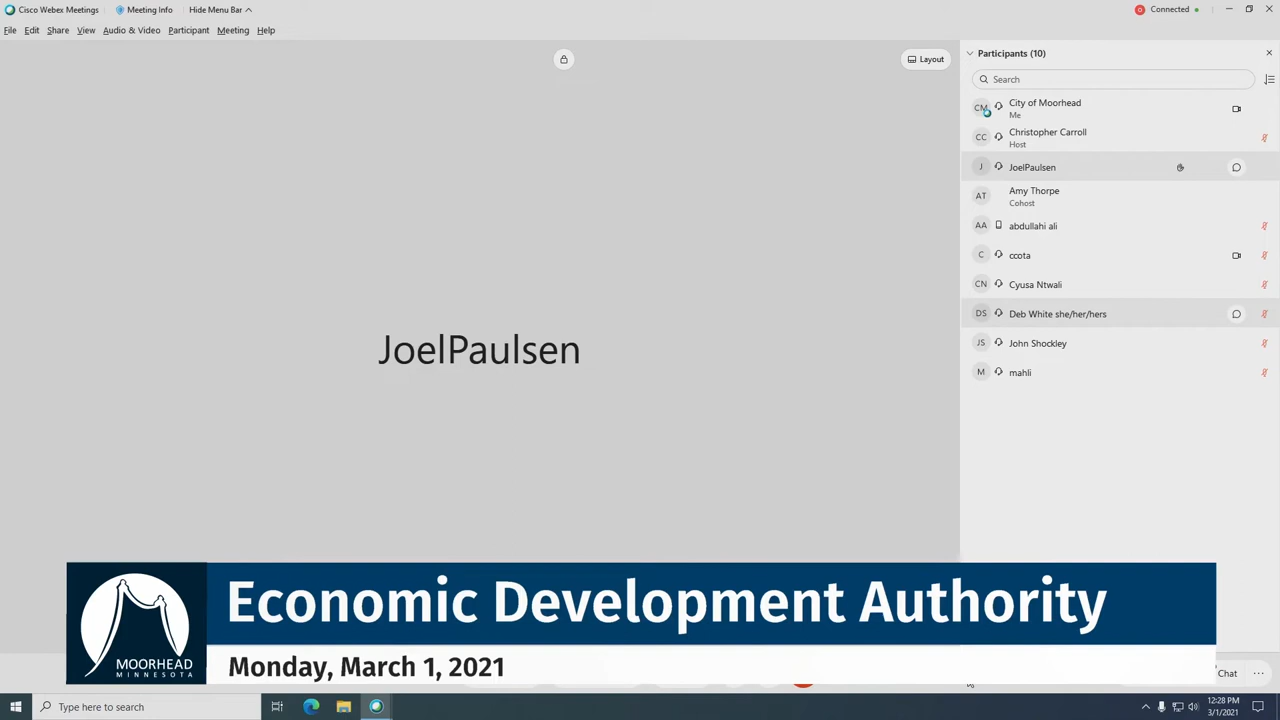 Cisco Webex Meetings
Meeting Info
Hide Menu Bar
Connected
File Edit Share View Audio & Video Participant Meeting Help
Layout
Participants (10)
Search
CM
City of Moorhead
Me
CC
Christopher Carroll
Host
J
JoelPaulsen
AT
Amy Thorpe
Cohost
AA
abdullahi ali
C
ccota
CN
Cyusa Ntwali
DS
Deb White she/her/hers
JS
John Shockley
M
mahli
JoelPaulsen
Economic Development Authority
Monday, March 1, 2021
MOORHEAD
MINNESOTA
Chat
Type here to search
12:28 PM
3/1/2021